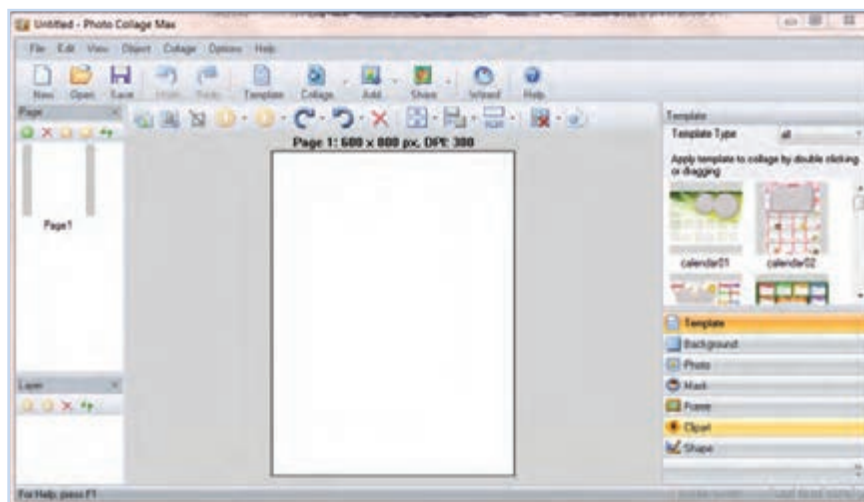 Untitled - Photo Collage Max
File Edit View Object Collage Options Help
New Open Save Undo Redo Template Collage Add Share Wizard Help
Page
Page 1: 600 x 800 px, DPI: 300
Page1
Layer
Template
Template Type all
Apply template to collage by double clicking
or dragging
calendar01 calendar02
Template
Background
Photo
Mask
Frame
Clipart
Shape
For Help, press F1